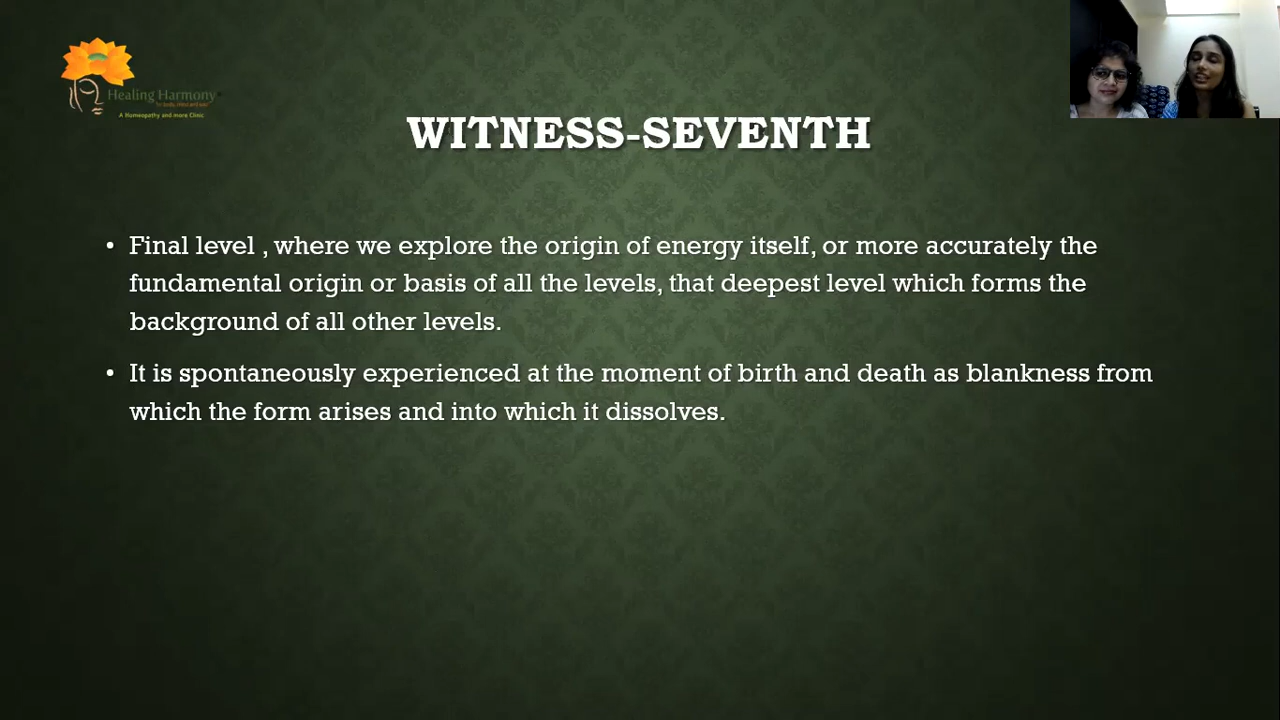 Healing Harmony
A Homeopathy and more Clinic
WITNESS-SEVENTH
• Final level , where we explore the origin of energy itself, or more accurately the
fundamental origin or basis of all the levels, that deepest level which forms the
background of all other levels.
• It is spontaneously experienced at the moment of birth and death as blankness from
which the form arises and into which it dissolves.